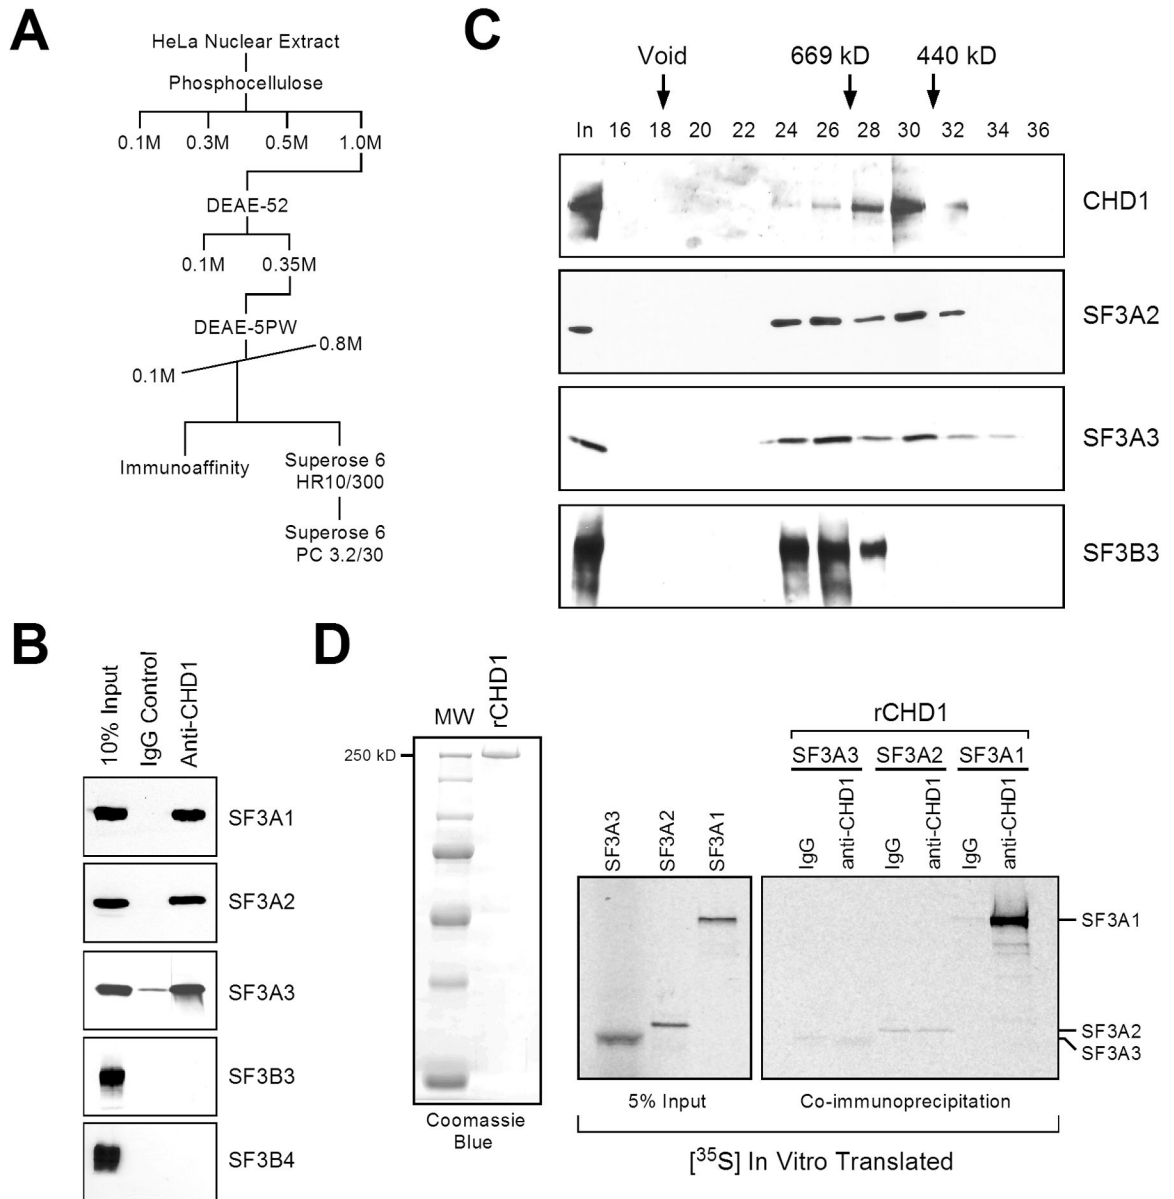 A
HeLa Nuclear Extract
Phosphocellulose
0.1M 0.3M 0.5M 1.0M
DEAE-52
0.1M 0.35M
DEAE-5PW
0.8M
0.1M
Immunoaffinity
Superose 6
HR10/300
Superose 6
PC 3.2/30
C
Void 669 kD 440 kD
In 16 18 20 22 24 26 28 30 32 34 36
CHD1
SF3A2
SF3A3
SF3B3
B
10% Input
IgG Control
Anti-CHD1
SF3A1
SF3A2
SF3A3
SF3B3
SF3B4
D
MW
rCHD1
250 kD
Coomassie
Blue
SF3A3
SF3A2
SF3A1
rCHD1
SF3A3 SF3A2 SF3A1
IgG
anti-CHD1
IgG
anti-CHD1
IgG
anti-CHD1
SF3A1
SF3A2
SF3A3
5% Input
Co-immunoprecipitation
[³⁵S] In Vitro Translated